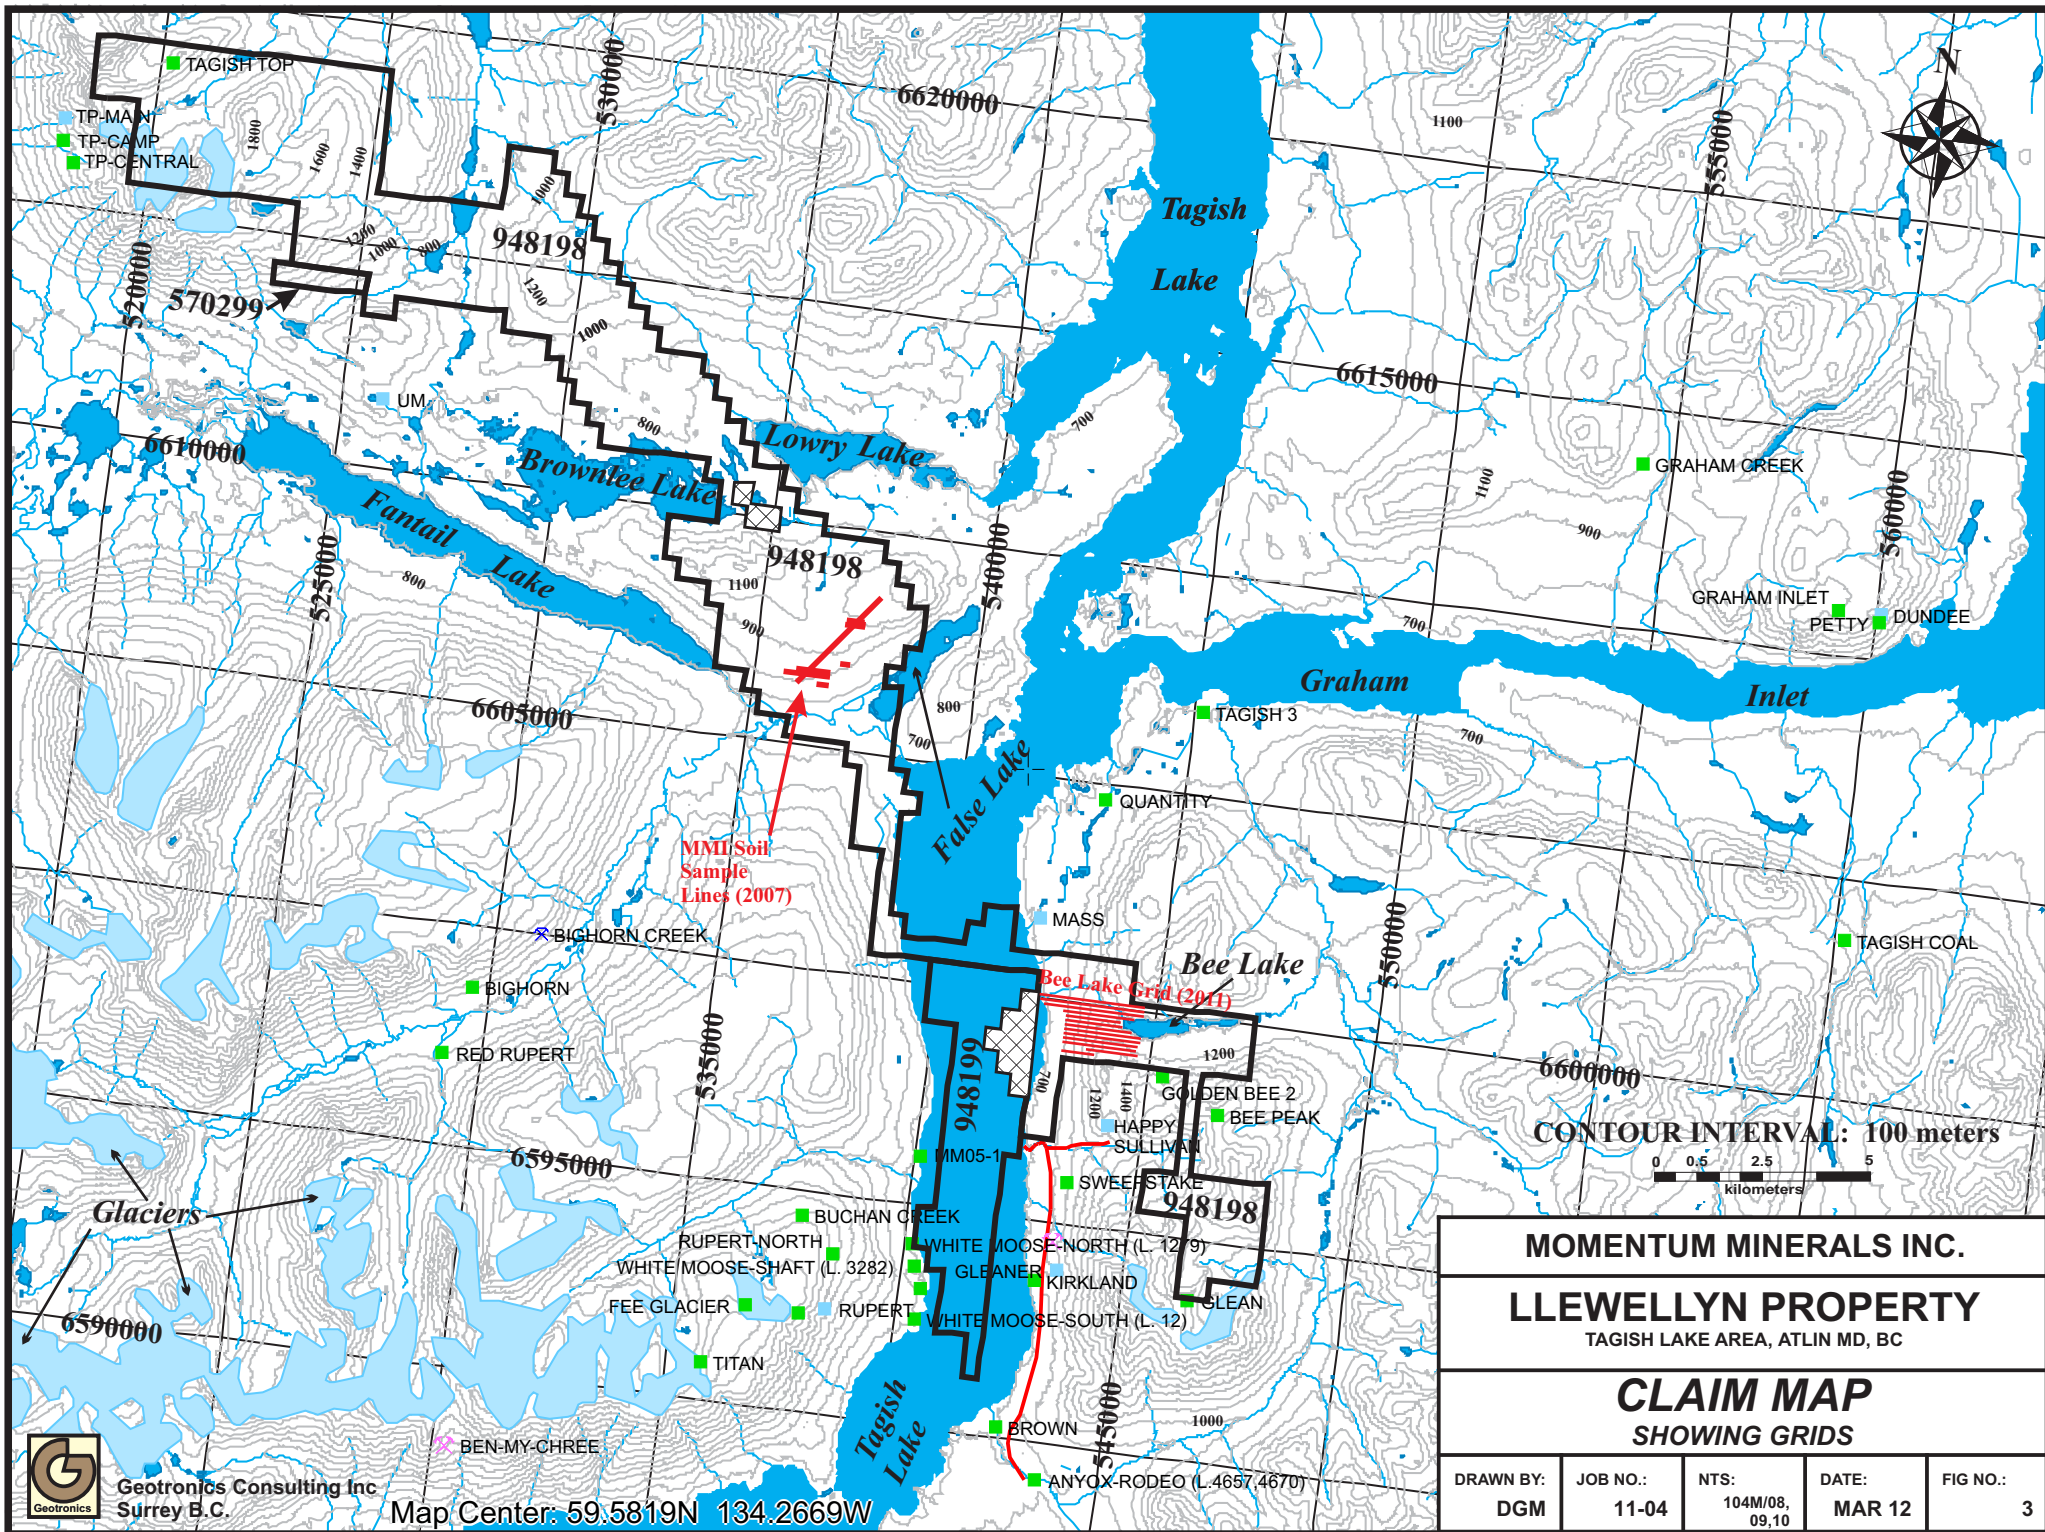 TAGISH TOP
TP-MAIN
TP-CAMP
TP-CENTRAL
1800
1600
1400
530000
6620000
1100
555000
N
Tagish
Lake
1000
948198
1200
1000
800
520000
570299
1200
1000
6615000
UM
800
700
6610000
Lowry Lake
Brownlee Lake
Fantail
Lake
GRAHAM CREEK
1100
900
560000
525000
800
948198
1100
900
540000
GRAHAM INLET
PETTY
DUNDEE
700
Graham
Inlet
6605000
800
700
TAGISH 3
700
False Lake
QUANTITY
MMI Soil
Sample
Lines (2007)
MASS
BIGHORN CREEK
Bee Lake
550000
TAGISH COAL
BIGHORN
Bee Lake Grid (2011)
RED RUPERT
535000
948199
700
1200
1200
1400
6600000
GOLDEN BEE 2
BEE PEAK
HAPPY
SULLIVAN
CONTOUR INTERVAL: 100 meters
0 0.5 2.5 5
kilometers
6595000
MM05-1
SWEEPSTAKE
948198
Glaciers
BUCHAN CREEK
RUPERT-NORTH
WHITE MOOSE-NORTH (L. 1279)
WHITE MOOSE-SHAFT (L. 3282)
GLEANER
KIRKLAND
FEE GLACIER
RUPERT
GLEAN
WHITE MOOSE-SOUTH (L. 12)
6590000
TITAN
Tagish
Lake
545000
1000
BROWN
BEN-MY-CHREE
ANYOX-RODEO (L.4657,4670)
Geotronics
Geotronics Consulting Inc
Surrey B.C.
Map Center: 59.5819N 134.2669W
MOMENTUM MINERALS INC.
LLEWELLYN PROPERTY
TAGISH LAKE AREA, ATLIN MD, BC
CLAIM MAP
SHOWING GRIDS
DRAWN BY:
DGM
JOB NO.:
11-04
NTS:
104M/08,
09,10
DATE:
MAR 12
FIG NO.:
3